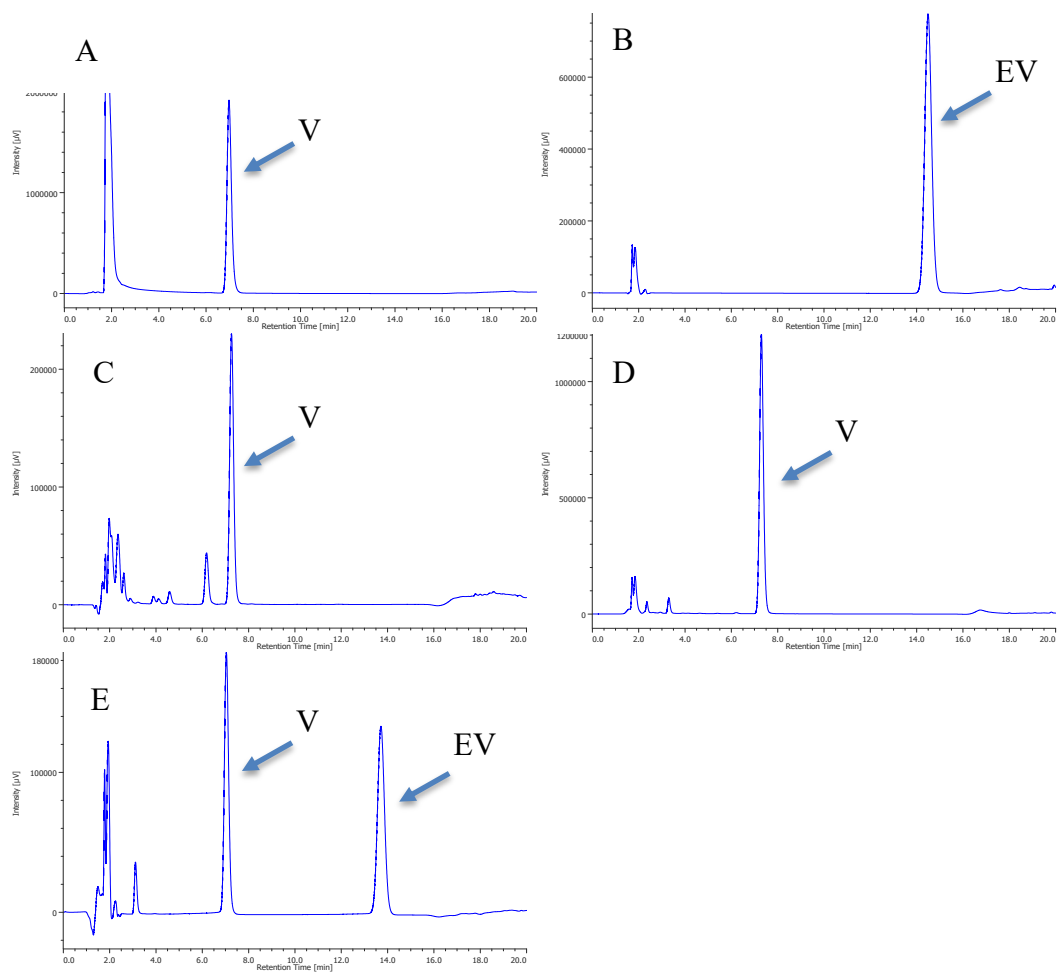 A
V
2000000
1000000
0
Intensity [µV]
0.0 2.0 4.0 6.0 8.0 10.0 12.0 14.0 16.0 18.0 20.0
Retention Time [min]
B
EV
600000
400000
200000
0
Intensity [µV]
0.0 2.0 4.0 6.0 8.0 10.0 12.0 14.0 16.0 18.0 20.0
Retention Time [min]
C
V
200000
100000
0
Intensity [µV]
0.0 2.0 4.0 6.0 8.0 10.0 12.0 14.0 16.0 18.0 20.0
Retention Time [min]
D
V
1200000
1000000
500000
0
Intensity [µV]
0.0 2.0 4.0 6.0 8.0 10.0 12.0 14.0 16.0 18.0 20.0
Retention Time [min]
E
V
EV
180000
100000
0
Intensity [µV]
0.0 2.0 4.0 6.0 8.0 10.0 12.0 14.0 16.0 18.0 20.0
Retention Time [min]